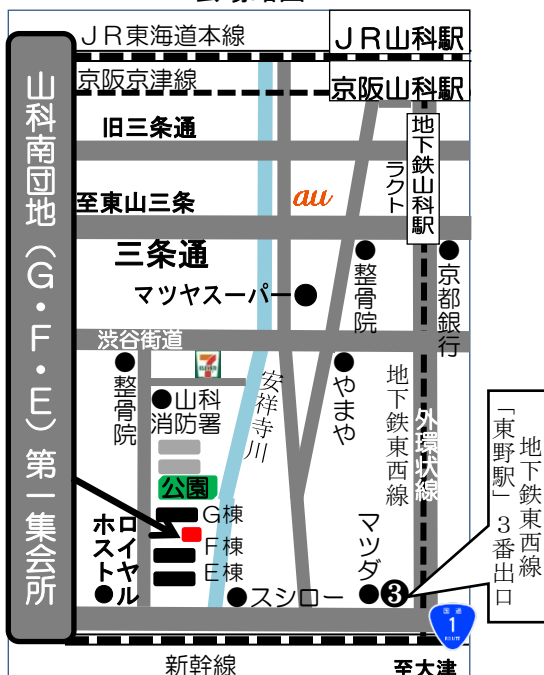 JR東海道本線
JR山科駅
京阪京津線
京阪山科駅
山科南団地(G・F・E)第一集会所
旧三条通
地下鉄山科駅
ラクト
至東山三条
au
三条通
整骨院
京都銀行
マツヤスーパー
渋谷街道
7
ELEVEN
整骨院
山科
消防署
安祥寺川
やまや
地下鉄東西線
外環状線
地下鉄東西線
「東野駅」3番出口
公園
G棟
F棟
E棟
ロイヤル
ホスト
スシロー
マツダ
3
国道
1
ROUTE
新幹線
至大津